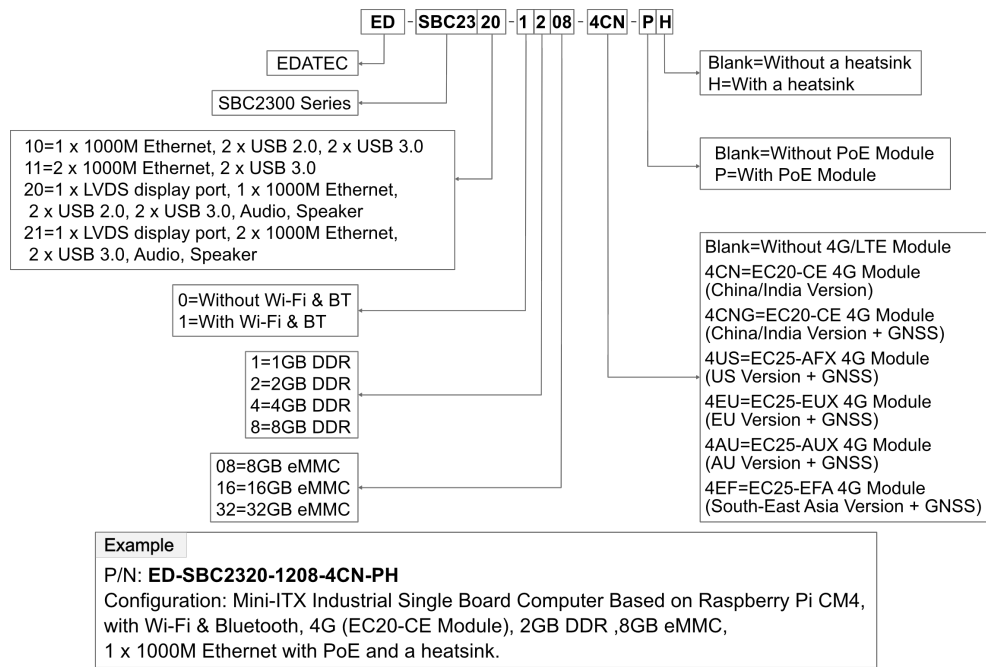 ED - SBC23 20 - 1 2 08 - 4CN - P H
EDATEC
SBC2300 Series
10=1 x 1000M Ethernet, 2 x USB 2.0, 2 x USB 3.0
11=2 x 1000M Ethernet, 2 x USB 3.0
20=1 x LVDS display port, 1 x 1000M Ethernet,
2 x USB 2.0, 2 x USB 3.0, Audio, Speaker
21=1 x LVDS display port, 2 x 1000M Ethernet,
2 x USB 3.0, Audio, Speaker
0=Without Wi-Fi & BT
1=With Wi-Fi & BT
1=1GB DDR
2=2GB DDR
4=4GB DDR
8=8GB DDR
08=8GB eMMC
16=16GB eMMC
32=32GB eMMC
Blank=Without a heatsink
H=With a heatsink
Blank=Without PoE Module
P=With PoE Module
Blank=Without 4G/LTE Module
4CN=EC20-CE 4G Module
(China/India Version)
4CNG=EC20-CE 4G Module
(China/India Version + GNSS)
4US=EC25-AFX 4G Module
(US Version + GNSS)
4EU=EC25-EUX 4G Module
(EU Version + GNSS)
4AU=EC25-AUX 4G Module
(AU Version + GNSS)
4EF=EC25-EFA 4G Module
(South-East Asia Version + GNSS)
Example
P/N: ED-SBC2320-1208-4CN-PH
Configuration: Mini-ITX Industrial Single Board Computer Based on Raspberry Pi CM4,
with Wi-Fi & Bluetooth, 4G (EC20-CE Module), 2GB DDR ,8GB eMMC,
1 x 1000M Ethernet with PoE and a heatsink.